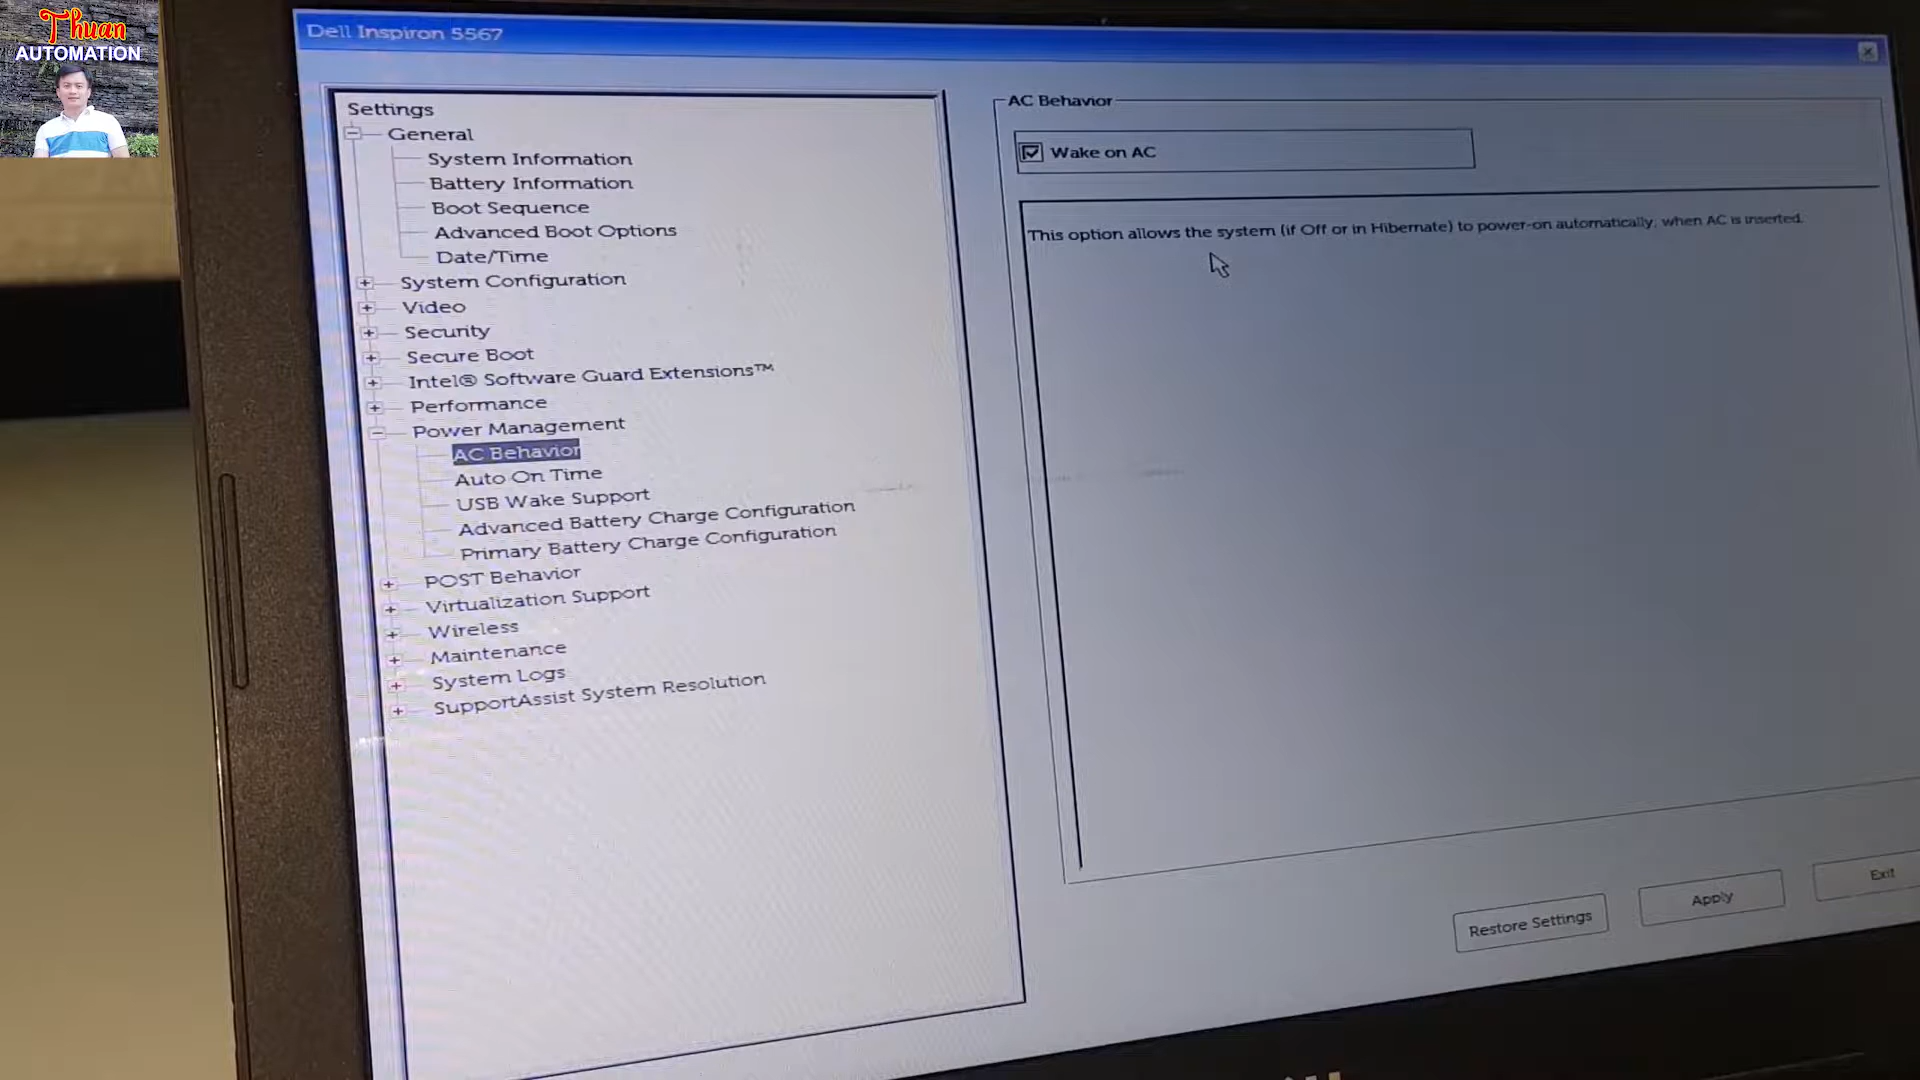 Thuan
AUTOMATION
Dell Inspiron 5567
Settings
General
System Information
Battery Information
Boot Sequence
Advanced Boot Options
Date/Time
System Configuration
Video
Security
Secure Boot
Intel® Software Guard Extensions™
Performance
Power Management
AC Behavior
Auto On Time
USB Wake Support
Advanced Battery Charge Configuration
Primary Battery Charge Configuration
POST Behavior
Virtualization Support
Wireless
Maintenance
System Logs
SupportAssist System Resolution
AC Behavior
Wake on AC
This option allows the system (if Off or in Hibernate) to power-on automatically, when AC is inserted.
Restore Settings
Apply
Exit